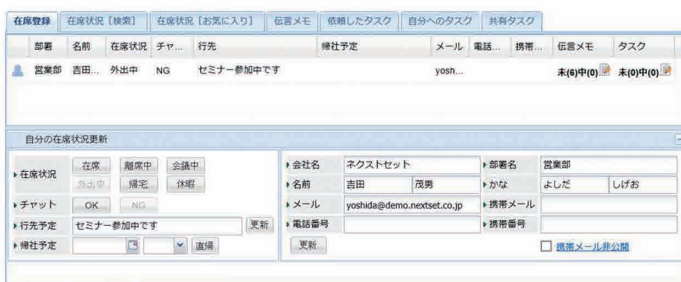 在席登録 在席状況 [検索] 在席状況 [お気に入り] 伝言メモ 依頼したタスク 自分へのタスク 共有タスク
部署 名前 在席状況 チャ... 行先 帰社予定 メール 電話... 携帯... 伝言メモ タスク
営業部 吉田... 外出中 NG セミナー参加中です yosh... 未(6)中(0) 未(0)中(0)
自分の在席状況更新
在席状況 在席 離席中 会議中
外出中 帰宅 休暇
チャット OK NG
行先予定 セミナー参加中です 更新
帰社予定 直帰
会社名 ネクストセット 部署名 営業部
名前 吉田 茂男 かな よしだ しげお
メール yoshida@demo.nextset.co.jp 携帯メール
電話番号 携帯番号
更新 携帯メール非公開